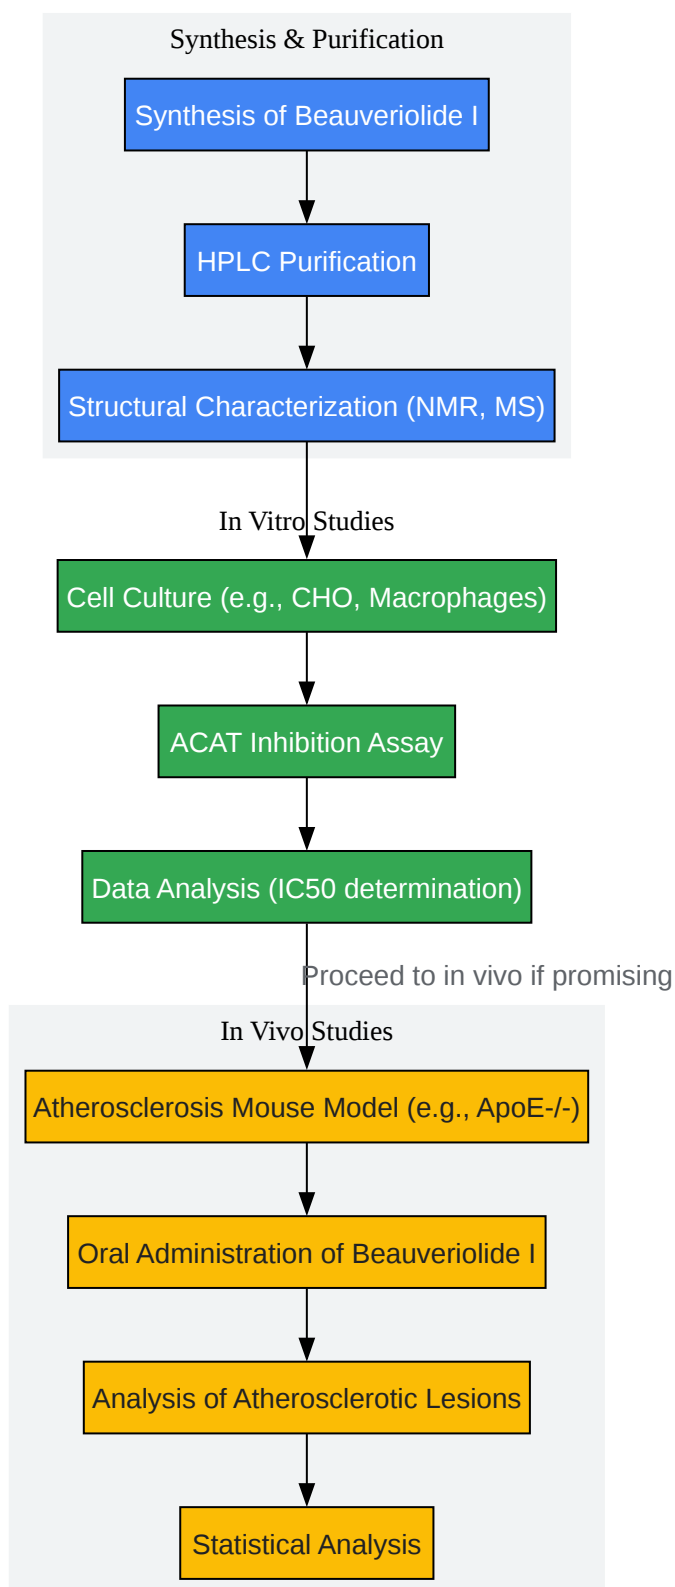 Synthesis & Purification
Synthesis of Beauveriolide I
HPLC Purification
Structural Characterization (NMR, MS)
In Vitro Studies
Cell Culture (e.g., CHO, Macrophages)
ACAT Inhibition Assay
Data Analysis (IC50 determination)
Proceed to in vivo if promising
In Vivo Studies
Atherosclerosis Mouse Model (e.g., ApoE-/-)
Oral Administration of Beauveriolide I
Analysis of Atherosclerotic Lesions
Statistical Analysis